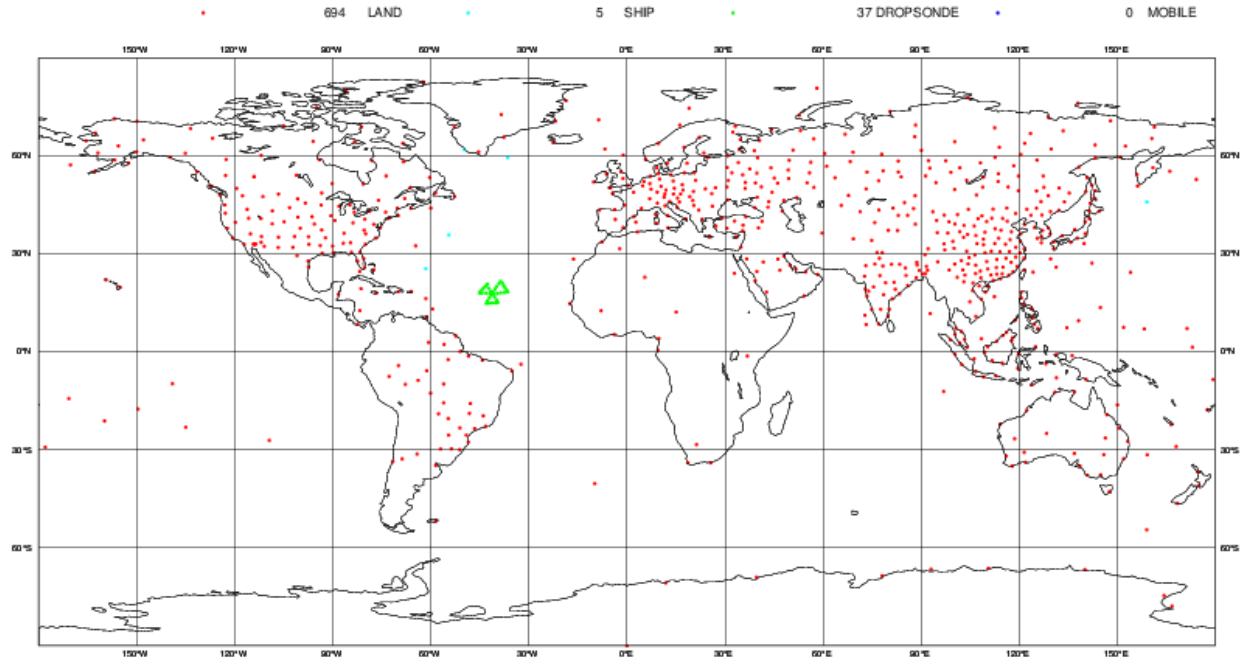 694 LAND 5 SHIP 37 DROPSONDE 0 MOBILE
150°W 120°W 90°W 60°W 30°W 0°E 30°E 60°E 90°E 120°E 150°E
60°N 60°N
30°N 30°N
0°N 0°N
30°S 30°S
60°S 60°S
150°W 120°W 90°W 60°W 30°W 0°E 30°E 60°E 90°E 120°E 150°E